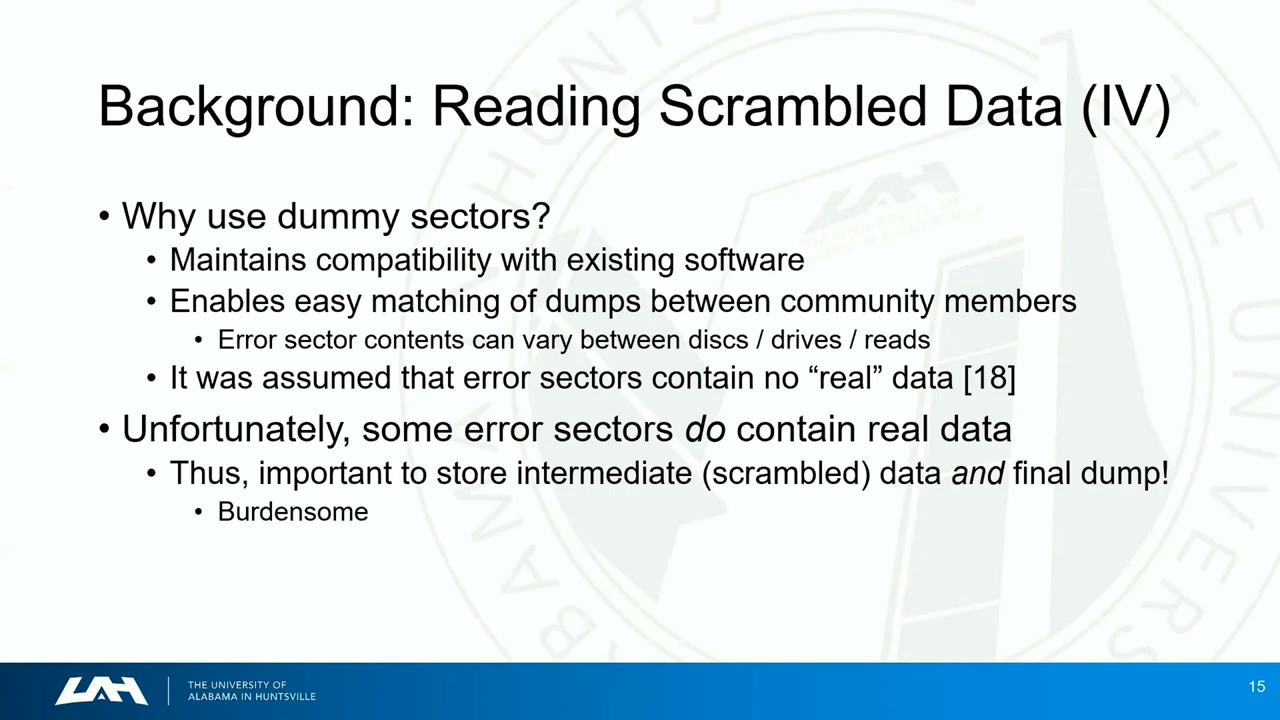 Background: Reading Scrambled Data (IV)
• Why use dummy sectors?
• Maintains compatibility with existing software
• Enables easy matching of dumps between community members
• Error sector contents can vary between discs / drives / reads
• It was assumed that error sectors contain no “real” data [18]
• Unfortunately, some error sectors do contain real data
• Thus, important to store intermediate (scrambled) data and final dump!
• Burdensome
UAH
THE UNIVERSITY OF
ALABAMA IN HUNTSVILLE
15